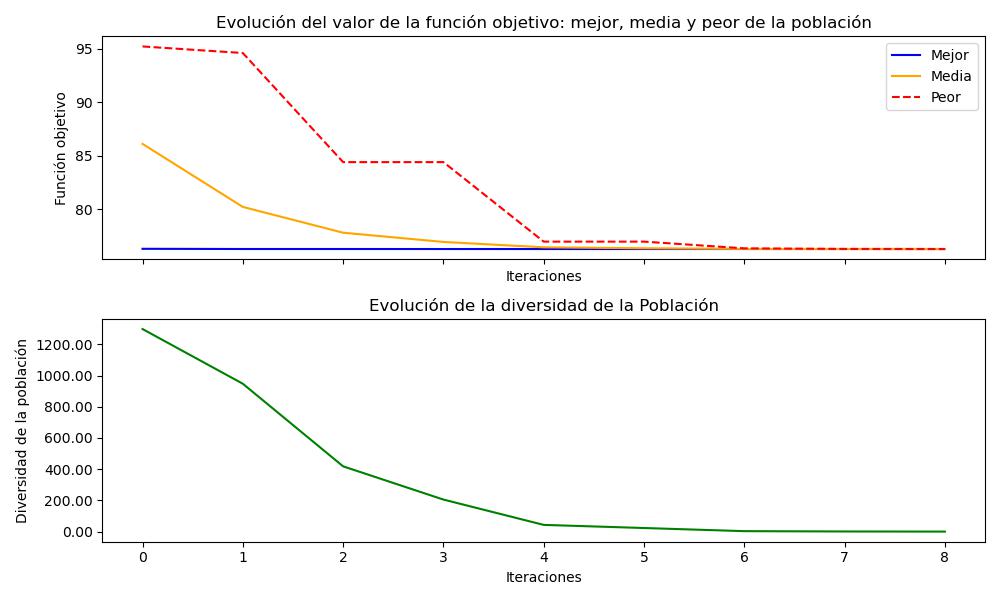 Evolución del valor de la función objetivo: mejor, media y peor de la población
95
90
85
80
Función objetivo
Mejor
Media
Peor
Iteraciones
Evolución de la diversidad de la Población
1200.00
1000.00
800.00
600.00
400.00
200.00
0.00
Diversidad de la población
0 1 2 3 4 5 6 7 8
Iteraciones